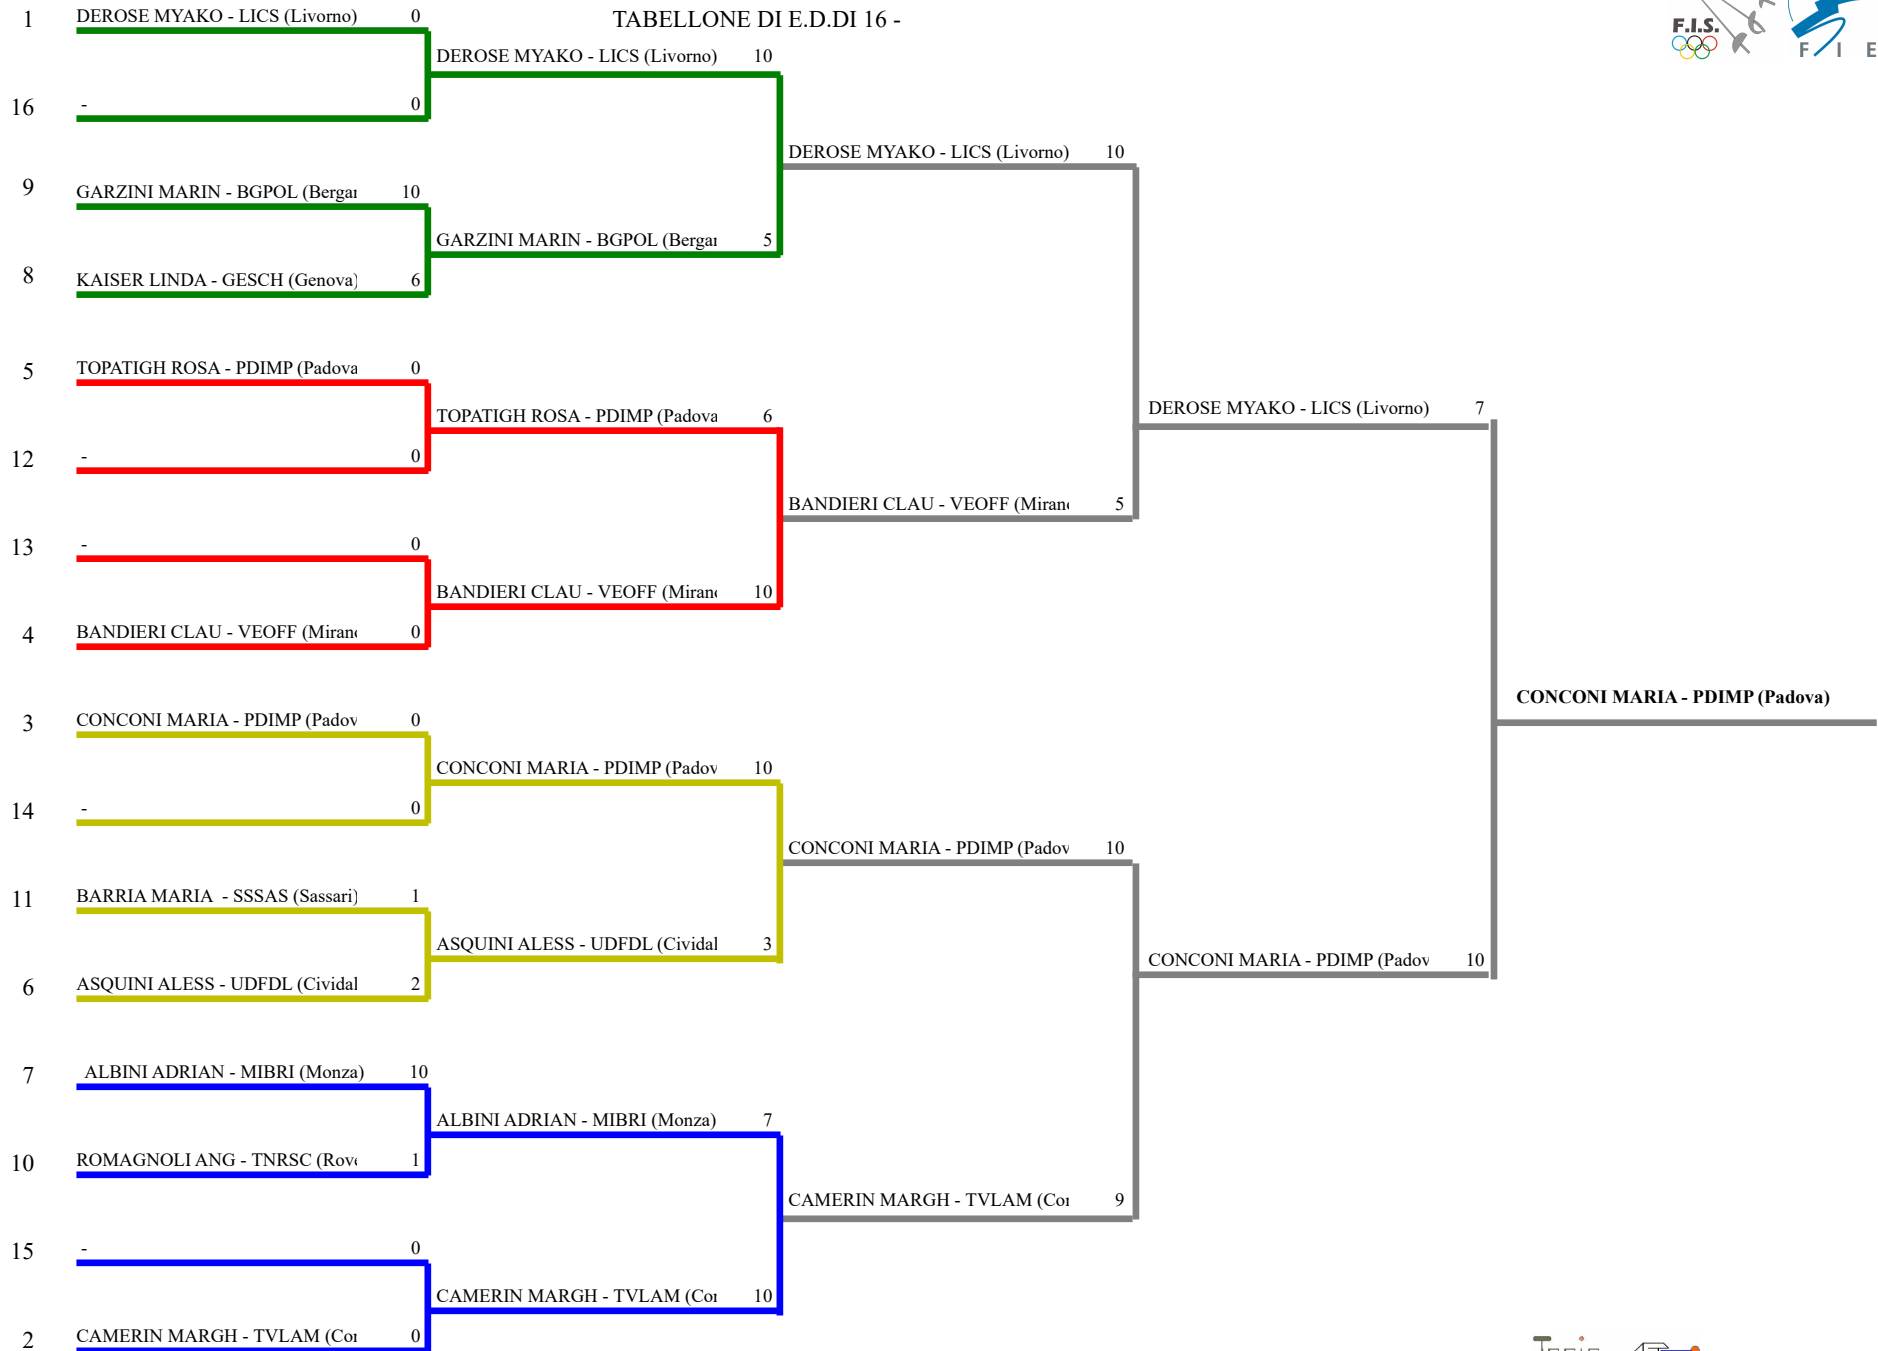 TABELLONE DI E.D.DI 16 -
F.I.S.
F I E
1 DEROSE MYAKO - LICS (Livorno) 0
DEROSE MYAKO - LICS (Livorno) 10
16 - 0
DEROSE MYAKO - LICS (Livorno) 10
9 GARZINI MARIN - BGPOL (Bergar 10
GARZINI MARIN - BGPOL (Bergar 5
8 KAISER LINDA - GESCH (Genova) 6
5 TOPATIGH ROSA - PDIMP (Padova 0
DEROSE MYAKO - LICS (Livorno) 7
TOPATIGH ROSA - PDIMP (Padova 6
12 - 0
BANDIERI CLAU - VEOFF (Miran 5
13 - 0
BANDIERI CLAU - VEOFF (Miran 10
4 BANDIERI CLAU - VEOFF (Miran 0
CONCONI MARIA - PDIMP (Padova)
3 CONCONI MARIA - PDIMP (Padov 0
CONCONI MARIA - PDIMP (Padov 10
14 - 0
CONCONI MARIA - PDIMP (Padov 10
11 BARRIA MARIA - SSSAS (Sassari) 1
ASQUINI ALESS - UDFDL (Cividal 3
CONCONI MARIA - PDIMP (Padov 10
6 ASQUINI ALESS - UDFDL (Cividal 2
7 ALBINI ADRIAN - MIBRI (Monza) 10
ALBINI ADRIAN - MIBRI (Monza) 7
10 ROMAGNOLI ANG - TNRSC (Rove 1
CAMERIN MARGH - TVLAM (Cor 9
15 - 0
CAMERIN MARGH - TVLAM (Cor 10
2 CAMERIN MARGH - TVLAM (Cor 0